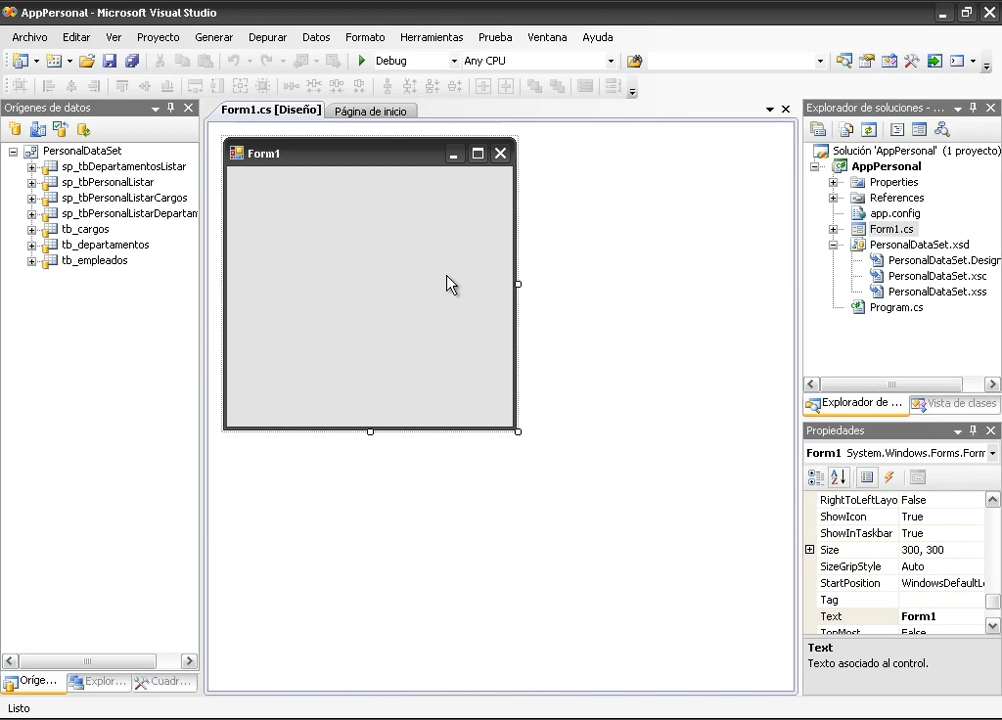 AppPersonal - Microsoft Visual Studio
Archivo Editar Ver Proyecto Generar Depurar Datos Formato Herramientas Prueba Ventana Ayuda
Debug Any CPU
Orígenes de datos
PersonalDataSet
sp_tbDepartamentosListar
sp_tbPersonalListar
sp_tbPersonalListarCargos
sp_tbPersonalListarDepartam
tb_cargos
tb_departamentos
tb_empleados
Oríge... Explor... Cuadr...
Form1.cs [Diseño] Página de inicio
Form1
Explorador de soluciones - ...
Solución 'AppPersonal' (1 proyecto)
AppPersonal
Properties
References
app.config
Form1.cs
PersonalDataSet.xsd
PersonalDataSet.Design
PersonalDataSet.xsc
PersonalDataSet.xss
Program.cs
Explorador de ... Vista de clases
Propiedades
Form1 System.Windows.Forms.Form
RightToLeftLayo False
ShowIcon True
ShowInTaskbar True
Size 300, 300
SizeGripStyle Auto
StartPosition WindowsDefaultLo
Tag
Text Form1
TopMost False
Text
Texto asociado al control.
Listo